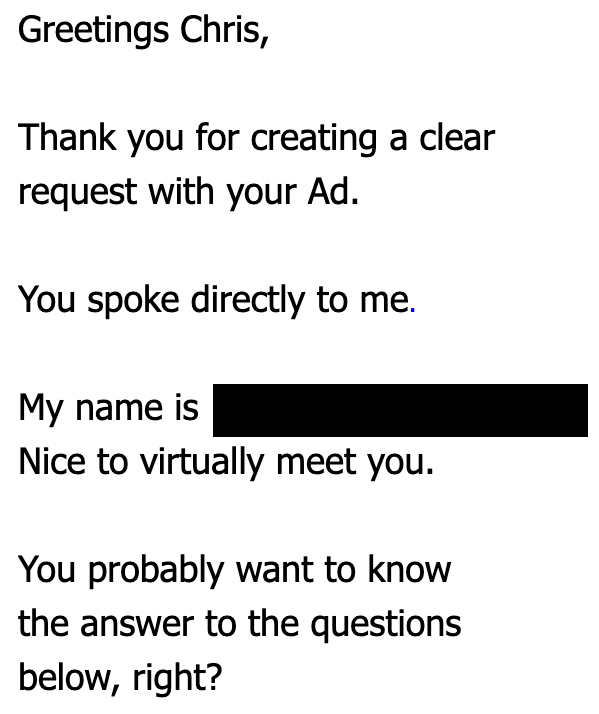 Greetings Chris,
Thank you for creating a clear
request with your Ad.
You spoke directly to me.
My name is
Nice to virtually meet you.
You probably want to know
the answer to the questions
below, right?